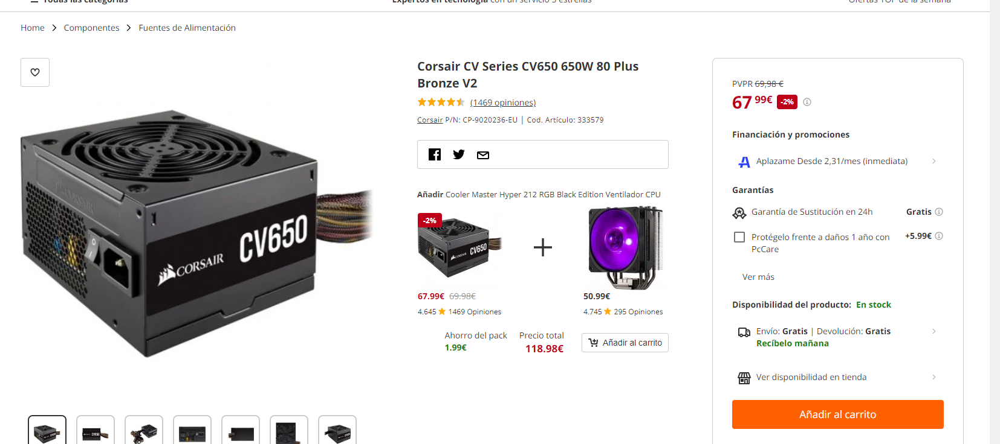 Todas las categorías
Expertos en tecnología con un servicio 5 estrellas
Ofertas TOP de la semana
Home > Componentes > Fuentes de Alimentación
CORSAIR
CV650
Corsair CV Series CV650 650W 80 Plus
Bronze V2
(1469 opiniones)
Corsair P/N: CP-9020236-EU | Cod. Artículo: 333579
Añadir Cooler Master Hyper 212 RGB Black Edition Ventilador CPU
-2%
CV650
CORSAIR
+
67.99€ 69.98€
4.645 1469 Opiniones
50.99€
4.745 295 Opiniones
Ahorro del pack
1.99€
Precio total
118.98€
Añadir al carrito
PVPR 69,98 €
67 99€ -2%
Financiación y promociones
Aplazame Desde 2,31/mes (inmediata)
Garantías
Garantía de Sustitución en 24h Gratis
Protégelo frente a daños 1 año con
PcCare
+5.99€
Ver más
Disponibilidad del producto: En stock
Envío: Gratis | Devolución: Gratis
Recíbelo mañana
Ver disponibilidad en tienda
Añadir al carrito